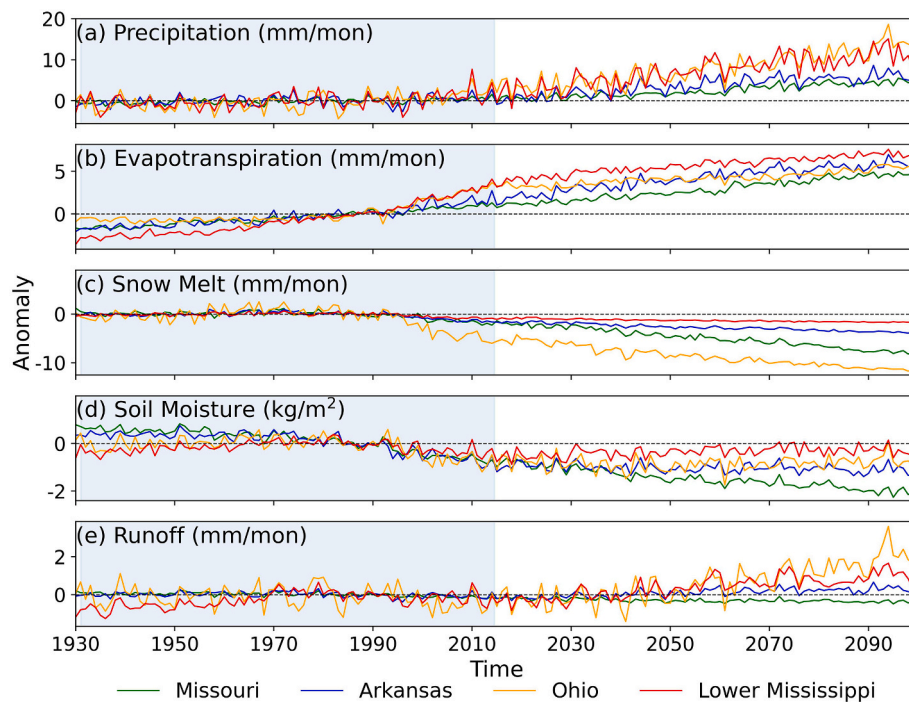 (a) Precipitation (mm/mon)
20
10
0
(b) Evapotranspiration (mm/mon)
5
0
(c) Snow Melt (mm/mon)
0
-10
(d) Soil Moisture (kg/m²)
0
-2
(e) Runoff (mm/mon)
2
0
Anomaly
1930 1950 1970 1990 2010 2030 2050 2070 2090
Time
Missouri Arkansas Ohio Lower Mississippi